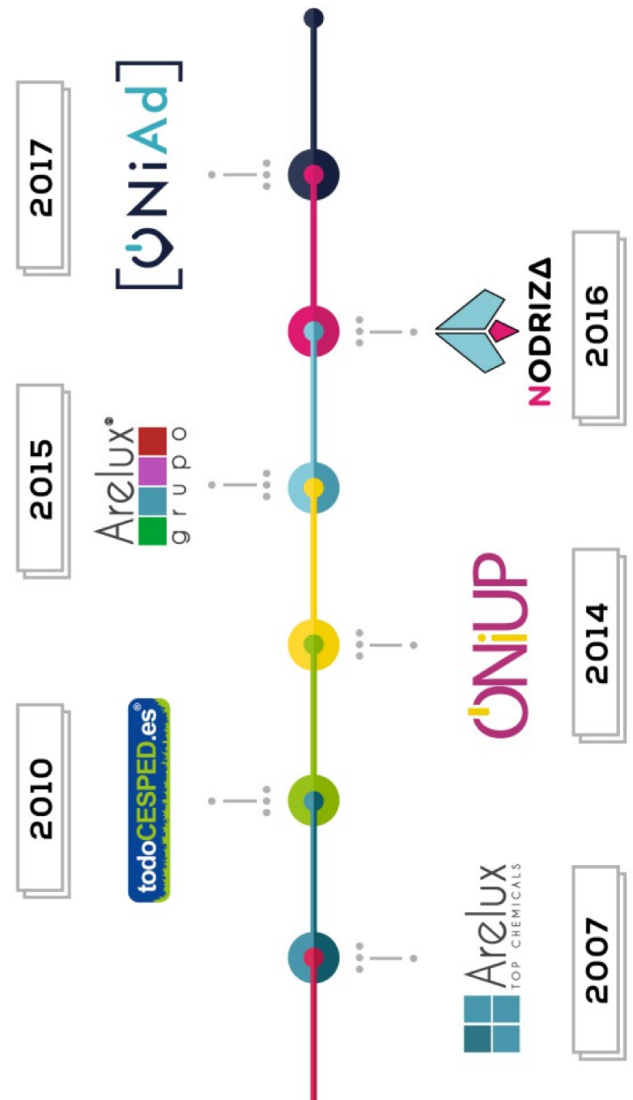 2007
Arelux
TOP CHEMICALS
2010
todoCESPED.es®
2014
ONiUP
2015
Arelux®
grupo
2016
NODRIZA
2017
[ONiAd]